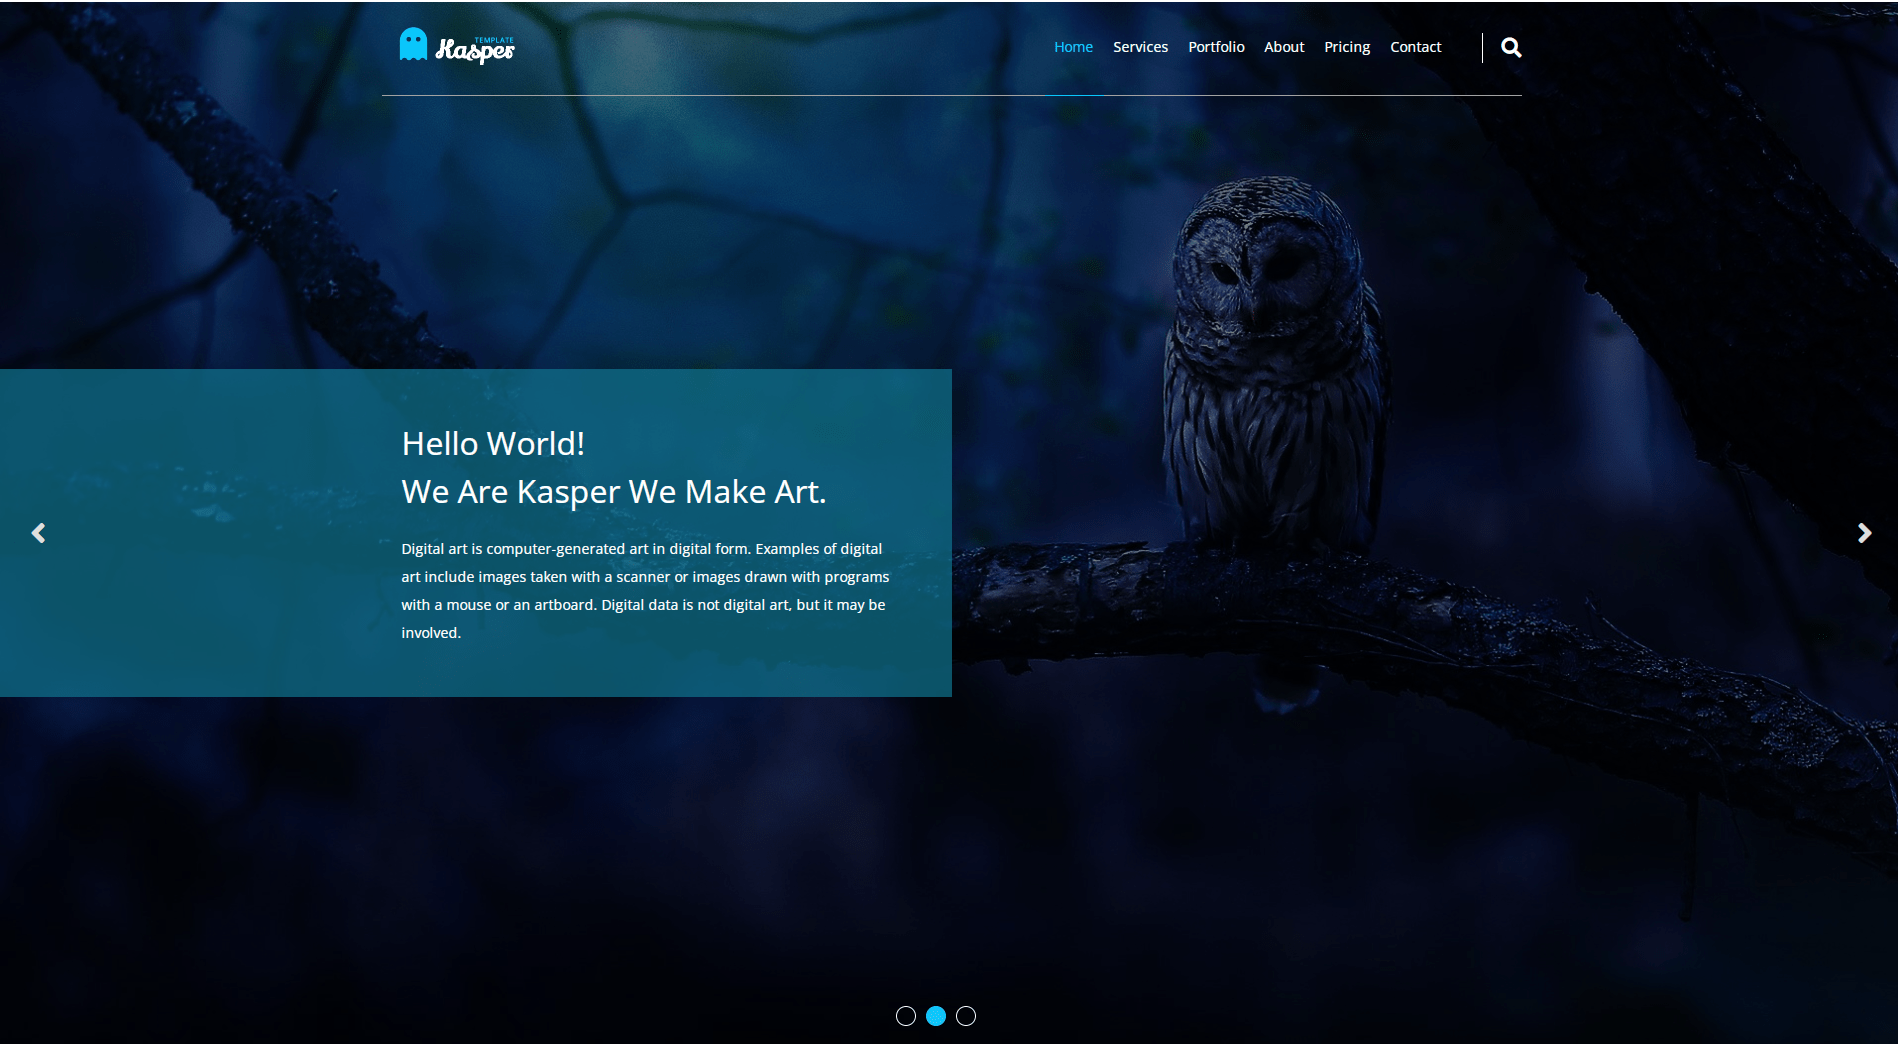 TEMPLATE
Kasper
Home Services Portfolio About Pricing Contact
Hello World!
We Are Kasper We Make Art.
Digital art is computer-generated art in digital form. Examples of digital
art include images taken with a scanner or images drawn with programs
with a mouse or an artboard. Digital data is not digital art, but it may be
involved.